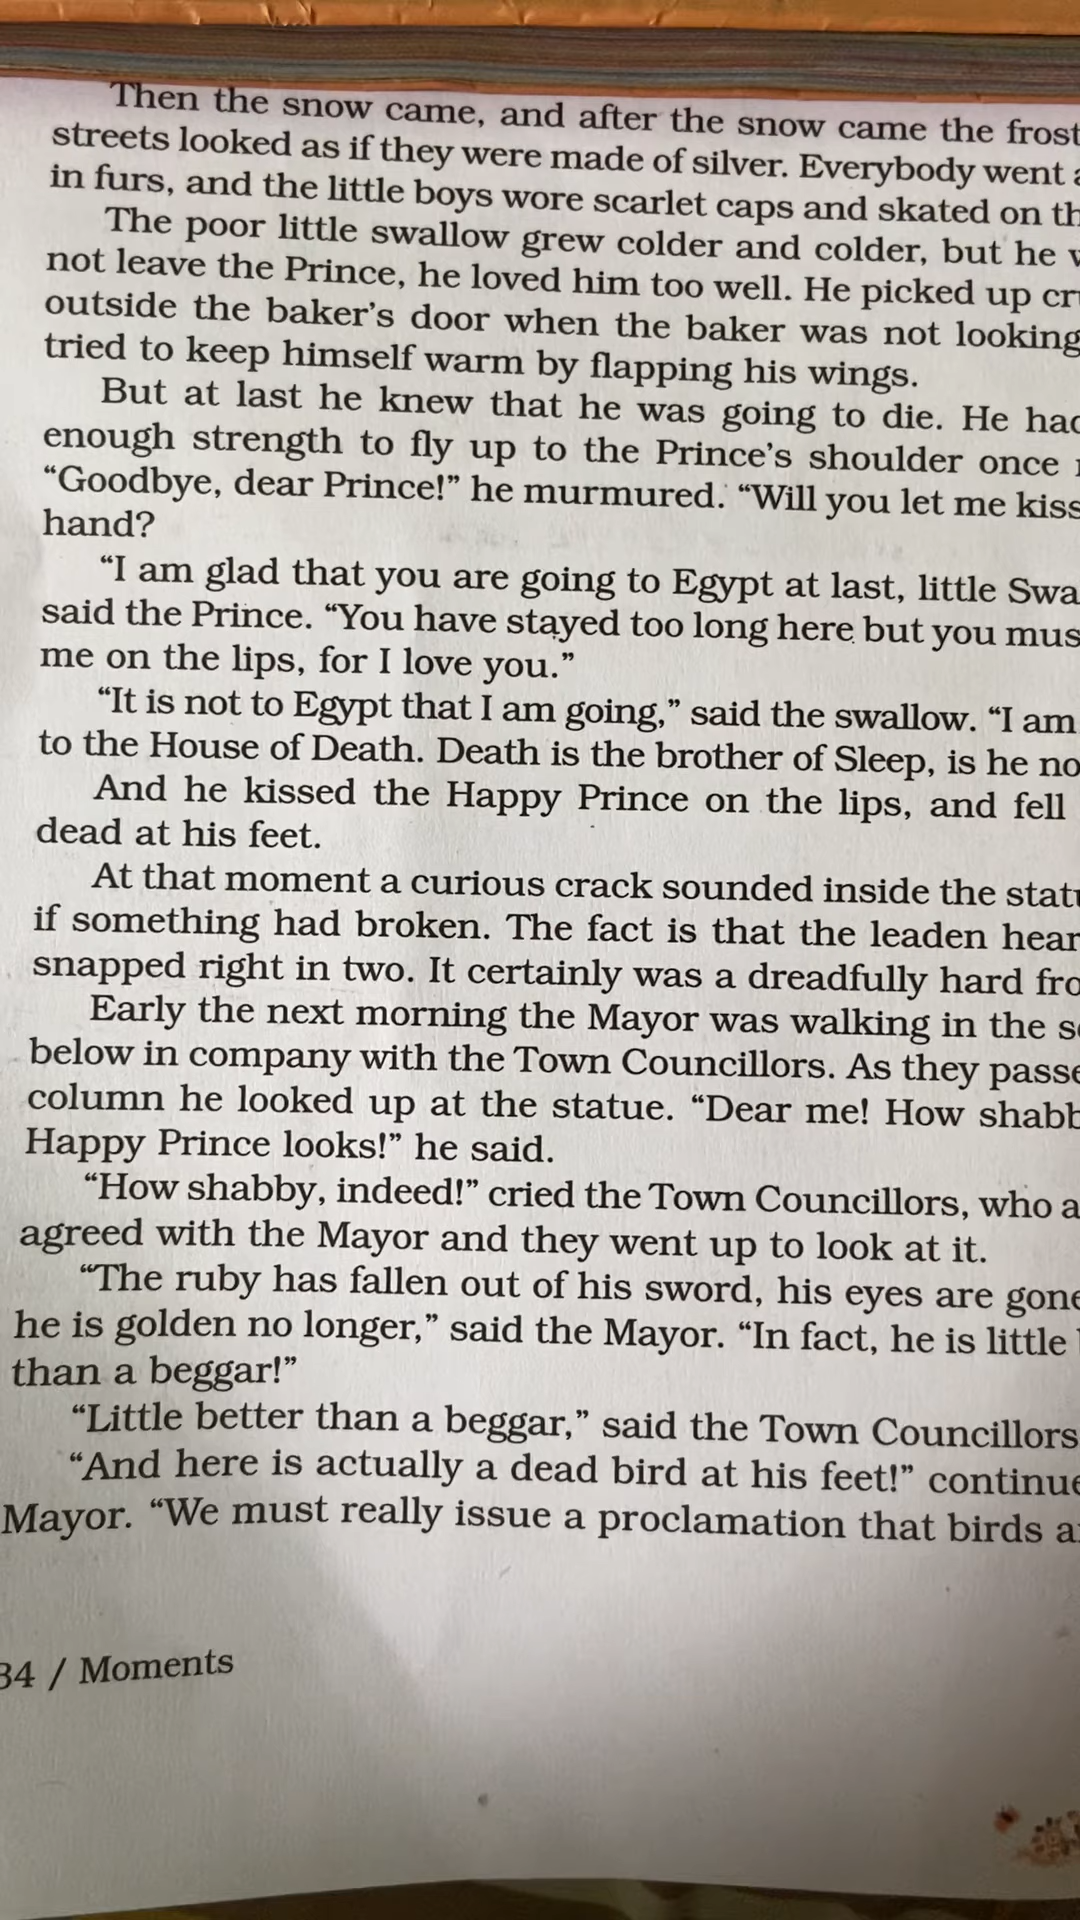 Then the snow came, and after the snow came the frost
streets looked as if they were made of silver. Everybody went
in furs, and the little boys wore scarlet caps and skated on
The poor little swallow grew colder and colder, but he
not leave the Prince, he loved him too well. He picked up
outside the baker's door when the baker was not looking
tried to keep himself warm by flapping his wings.
But at last he knew that he was going to die. He had
enough strength to fly up to the Prince's shoulder once
“Goodbye, dear Prince!” he murmured. “Will you let me kiss
hand?
“I am glad that you are going to Egypt at last, little
said the Prince. “You have stayed too long here but you
me on the lips, for I love you.”
“It is not to Egypt that I am going,” said the swallow. “I am
to the House of Death. Death is the brother of Sleep, is he
And he kissed the Happy Prince on the lips, and fell
dead at his feet.
At that moment a curious crack sounded inside the
if something had broken. The fact is that the leaden
snapped right in two. It certainly was a dreadfully hard
Early the next morning the Mayor was walking in the
below in company with the Town Councillors. As they
column he looked up at the statue. “Dear me! How
Happy Prince looks!” he said.
“How shabby, indeed!” cried the Town Councillors, who
agreed with the Mayor and they went up to look at it.
“The ruby has fallen out of his sword, his eyes are gone
he is golden no longer,” said the Mayor. “In fact, he is little
than a beggar!”
“Little better than a beggar,” said the Town Councillors
“And here is actually a dead bird at his feet!”
Mayor. “We must really issue a proclamation that birds
34 / Moments